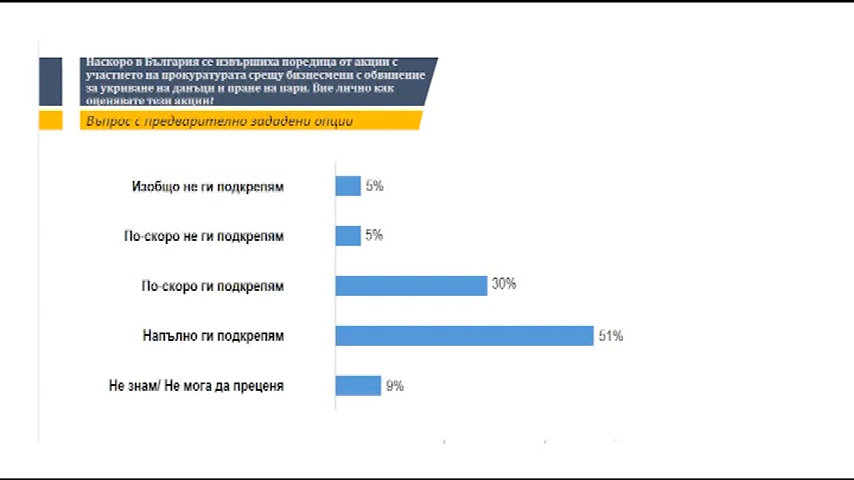 Наскоро в България се извършиха поредица от акции с
участието на прокуратурата срещу бизнесмени с обвинение
за укриване на данъци и пране на пари. Вие лично как
оценявате тези акции?
Въпрос с предварително зададени опции
Изобщо не ги подкрепям 5%
По-скоро не ги подкрепям 5%
По-скоро ги подкрепям 30%
Напълно ги подкрепям 51%
Не знам/ Не мога да преценя 9%